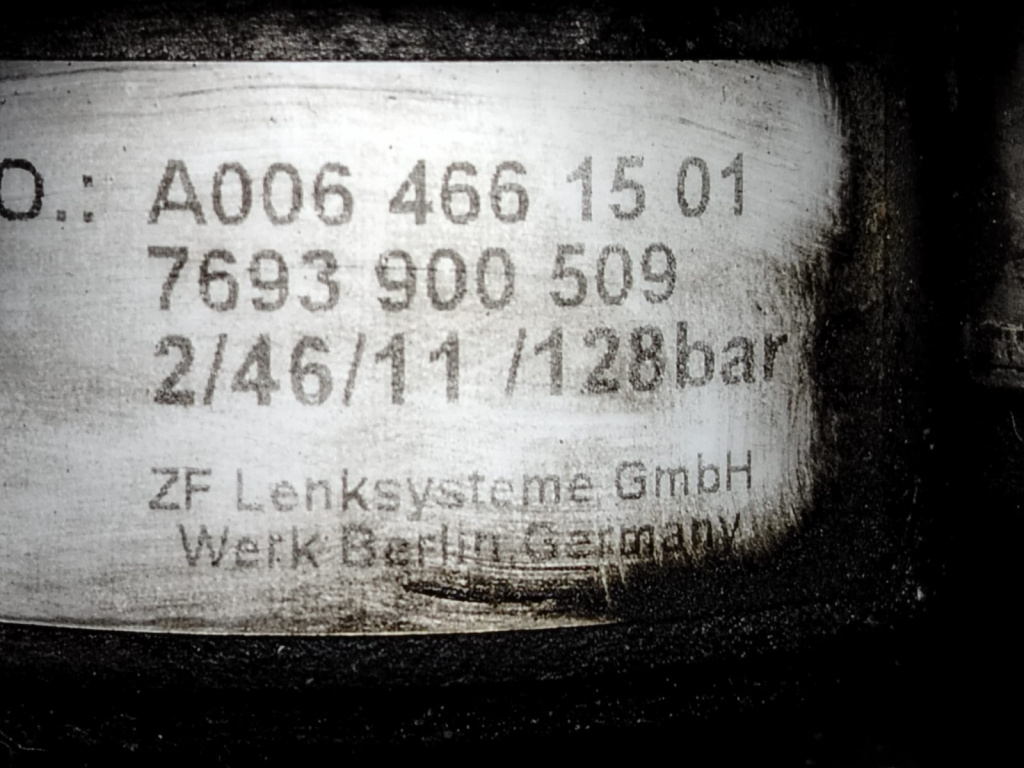 O.: A006 466 15 01
7693 900 509
2/46/11 /128bar
ZF Lenksysteme GmbH
Werk Berlin Germany